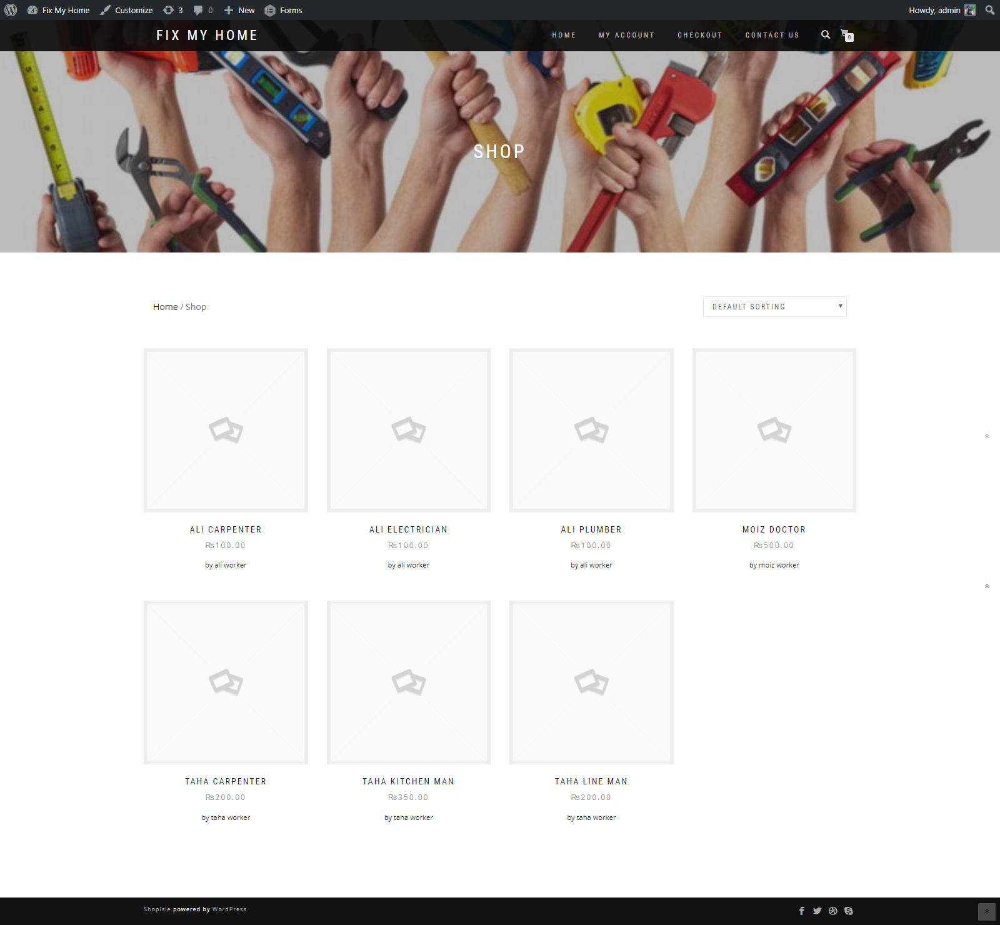 Fix My Home Customize 3 0 New Forms Howdy, admin
FIX MY HOME HOME MY ACCOUNT CHECKOUT CONTACT US 0
SHOP
Home / Shop DEFAULT SORTING
ALI CARPENTER ALI ELECTRICIAN ALI PLUMBER MOIZ DOCTOR
₨100.00 ₨100.00 ₨100.00 ₨500.00
by ali worker by ali worker by ali worker by moiz worker
TAHA CARPENTER TAHA KITCHEN MAN TAHA LINE MAN
₨200.00 ₨350.00 ₨200.00
by taha worker by taha worker by taha worker
ShopIsle powered by WordPress